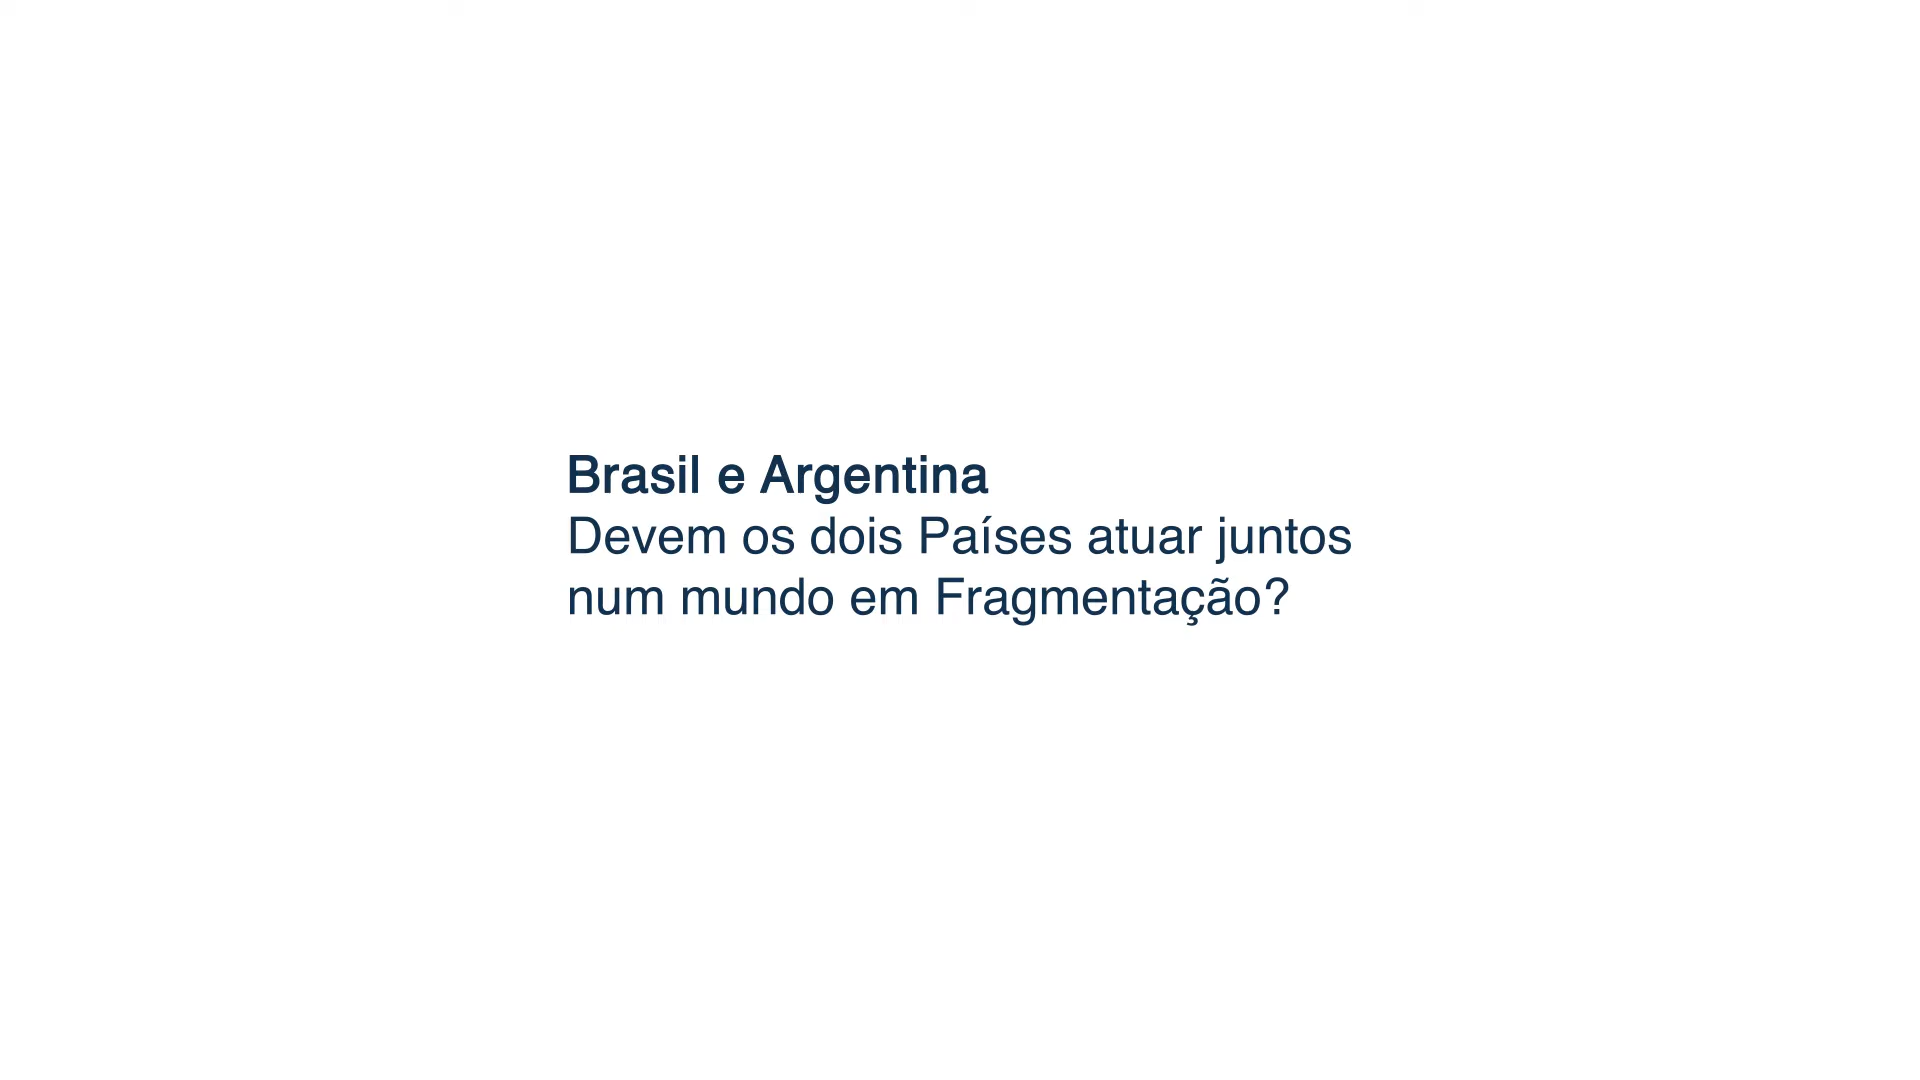 Brasil e Argentina
Devem os dois Países atuar juntos
num mundo em Fragmentação?